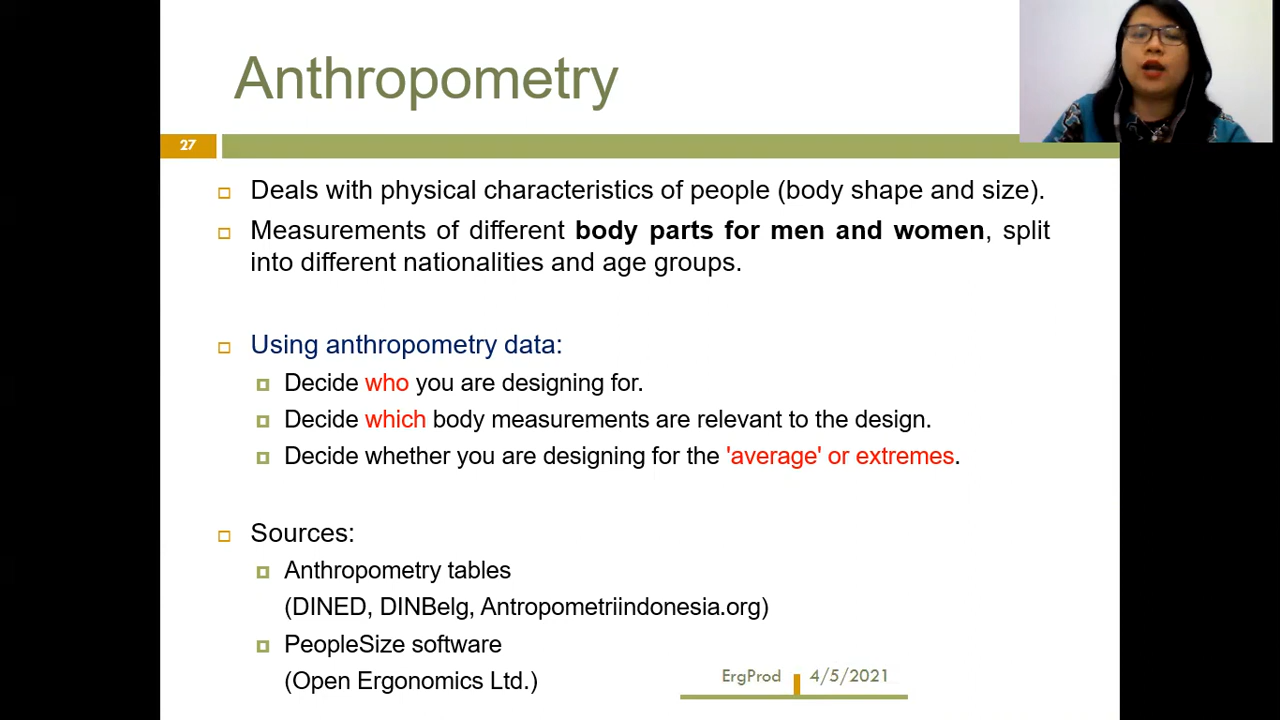 Anthropometry
27
Deals with physical characteristics of people (body shape and size).
Measurements of different body parts for men and women, split
into different nationalities and age groups.
Using anthropometry data:
Decide who you are designing for.
Decide which body measurements are relevant to the design.
Decide whether you are designing for the 'average' or extremes.
Sources:
Anthropometry tables
(DINED, DINBelg, Antropometriindonesia.org)
PeopleSize software
(Open Ergonomics Ltd.)
ErgProd 4/5/2021